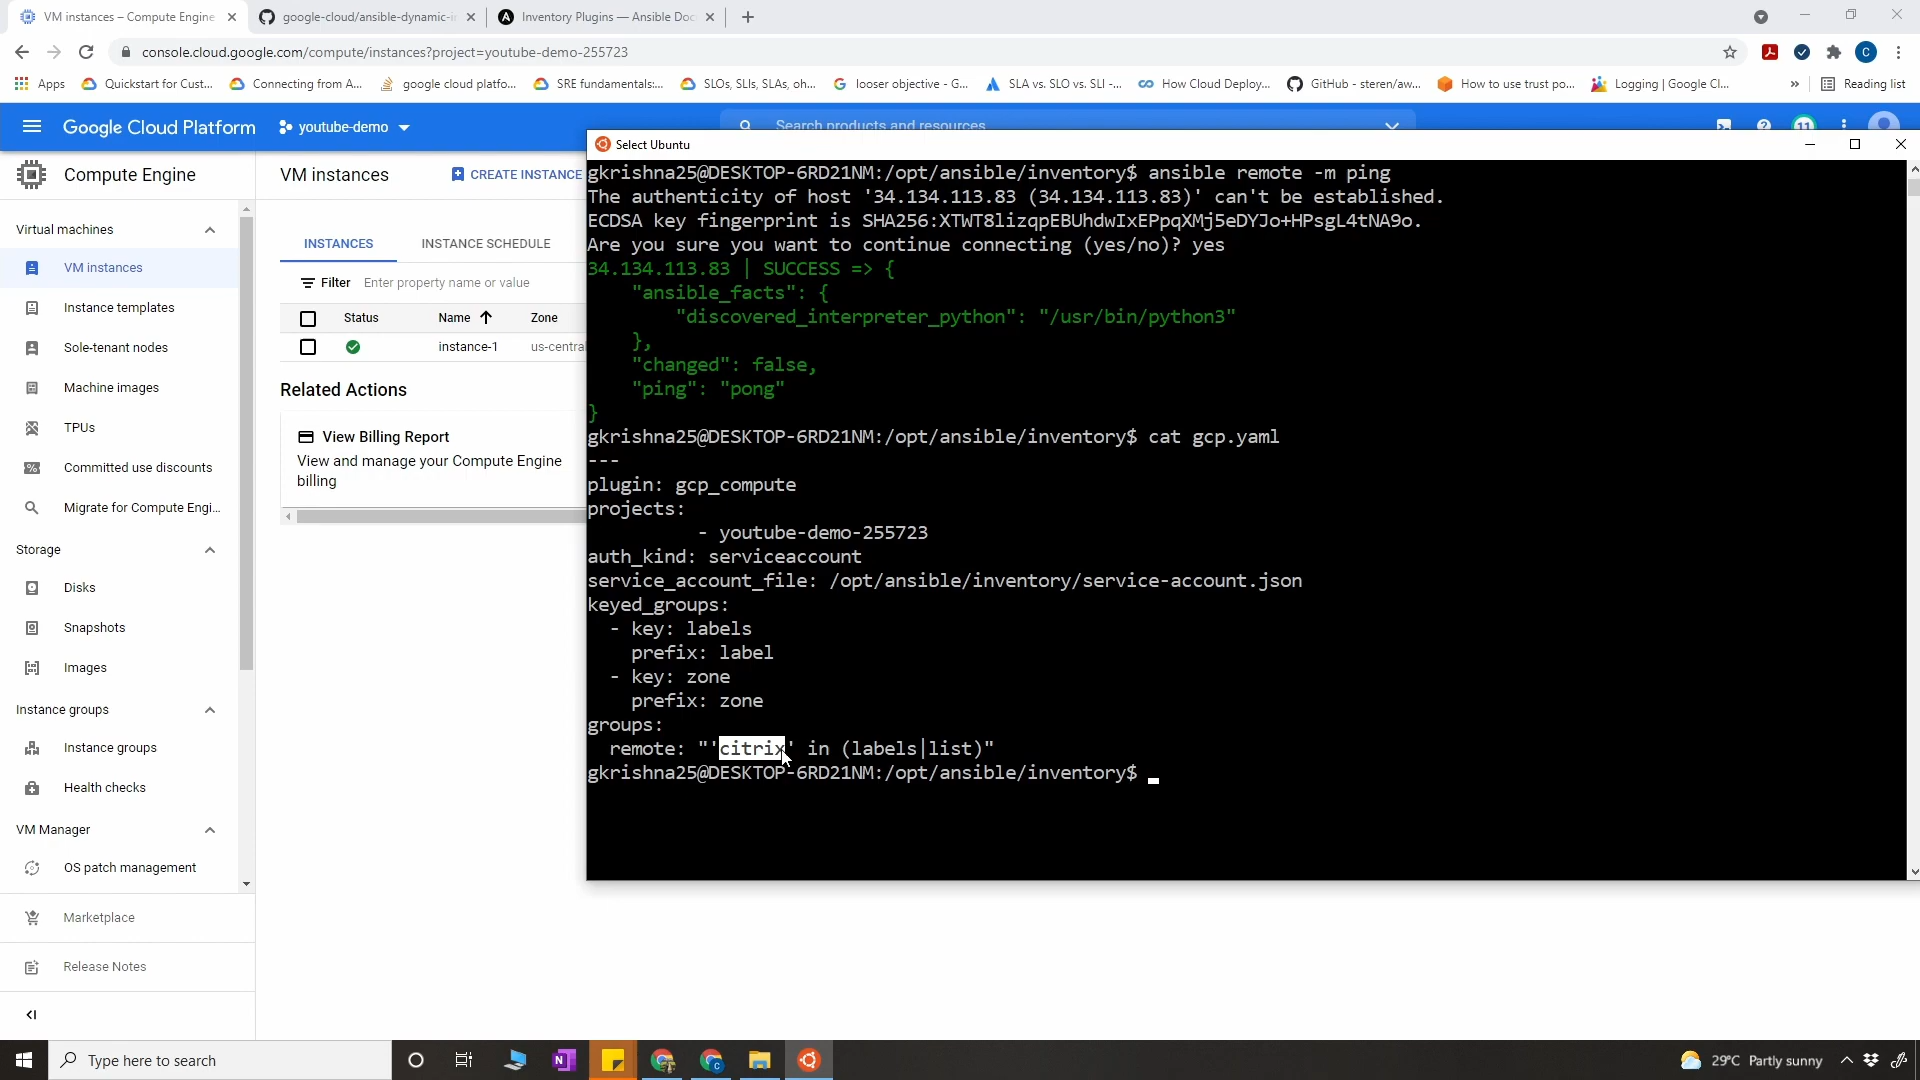 VM instances – Compute Engine
google-cloud/ansible-dynamic-i
Inventory Plugins — Ansible Doc
console.cloud.google.com/compute/instances?project=youtube-demo-255723
C
Apps
Quickstart for Cust...
Connecting from A...
google cloud platfo...
SRE fundamentals:...
SLOs, SLIs, SLAs, oh...
looser objective - G...
SLA vs. SLO vs. SLI -...
How Cloud Deploy...
GitHub - steren/aw...
How to use trust po...
Logging | Google Cl...
»
Reading list
Google Cloud Platform
youtube-demo
Search products and resources
11
Compute Engine
VM instances
CREATE INSTANCE
Virtual machines
VM instances
Instance templates
Sole-tenant nodes
Machine images
TPUs
Committed use discounts
Migrate for Compute Engi...
Storage
Disks
Snapshots
Images
Instance groups
Instance groups
Health checks
VM Manager
OS patch management
Marketplace
Release Notes
INSTANCES
INSTANCE SCHEDULE
Filter Enter property name or value
Status Name Zone
instance-1 us-central
Related Actions
View Billing Report
View and manage your Compute Engine
billing
Select Ubuntu
gkrishna25@DESKTOP-6RD21NM:/opt/ansible/inventory$ ansible remote -m ping
The authenticity of host '34.134.113.83 (34.134.113.83)' can't be established.
ECDSA key fingerprint is SHA256:XTWT8lizqpEBUhdwIxEPpqXMj5eDYJo+HPsgL4tNA9o.
Are you sure you want to continue connecting (yes/no)? yes
34.134.113.83 | SUCCESS => {
"ansible_facts": {
"discovered_interpreter_python": "/usr/bin/python3"
},
"changed": false,
"ping": "pong"
}
gkrishna25@DESKTOP-6RD21NM:/opt/ansible/inventory$ cat gcp.yaml
---
plugin: gcp_compute
projects:
- youtube-demo-255723
auth_kind: serviceaccount
service_account_file: /opt/ansible/inventory/service-account.json
keyed_groups:
- key: labels
prefix: label
- key: zone
prefix: zone
groups:
remote: "'citrix' in (labels|list)"
gkrishna25@DESKTOP-6RD21NM:/opt/ansible/inventory$
Type here to search
29°C Partly sunny